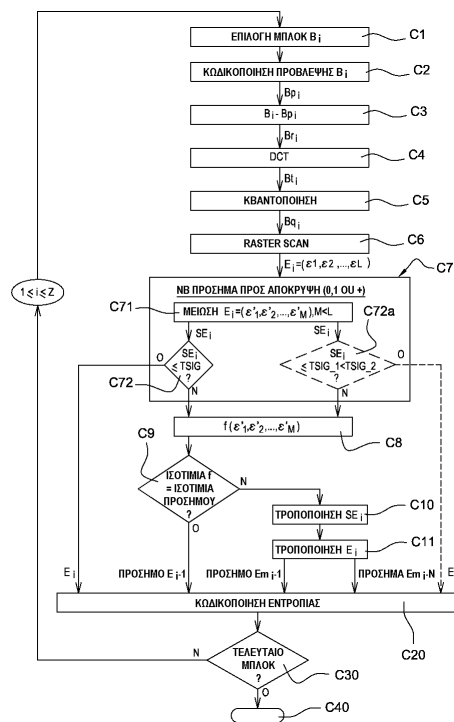 ΕΠΙΛΟΓΗ ΜΠΛΟΚ Bi
C1
ΚΩΔΙΚΟΠΟΙΗΣΗ ΠΡΟΒΛΕΨΗΣ Bi
C2
Bpi
Bi-Bpi
C3
Bri
DCT
C4
Bti
ΚΒΑΝΤΟΠΟΙΗΣΗ
C5
Bqi
RASTER SCAN
C6
Ei=(ε1,ε2,...,εL)
C7
1≤i≤Z
NB ΠΡΟΣΗΜΑ ΠΡΟΣ ΑΠΟΚΡΥΨΗ (0,1 OU +)
C71
ΜΕΙΩΣΗ Ei=(ε'1,ε'2,...,ε'M),M<L
C72a
SEi
SEi
O
SEi
≤TSIG
?
C72
N
SEi
≤TSIG_1<TSIG_2
?
O
N
f(ε'1,ε'2,...,ε'M)
C8
C9
ΙΣΟΤΙΜΙΑ f
= ΙΣΟΤΙΜΙΑ
ΠΡΟΣΗΜΟΥ
?
N
O
ΤΡΟΠΟΠΟΙΗΣΗ SEi
C10
ΤΡΟΠΟΠΟΙΗΣΗ Ei
C11
Ei
ΠΡΟΣΗΜΟ Ei-1
ΠΡΟΣΗΜΟ Emi-1
ΠΡΟΣΗΜΑ Emi-N
E
ΚΩΔΙΚΟΠΟΙΗΣΗ ΕΝΤΡΟΠΙΑΣ
C20
N
ΤΕΛΕΥΤΑΙΟ
ΜΠΛΟΚ
?
C30
O
C40